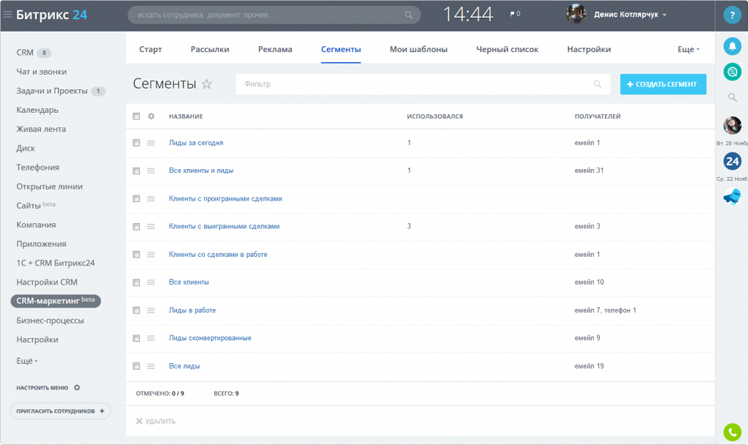 Битрикс 24
искать сотрудника, документ, прочее...
14:44
0
Денис Котлярчук
?
CRM 8
Чат и звонки
Задачи и Проекты 1
Календарь
Живая лента
Диск
Телефония
Открытые линии
Сайты beta
Компания
Приложения
1С + CRM Битрикс24
Настройки CRM
CRM-маркетинг beta
Бизнес-процессы
Настройки
Ещё
НАСТРОИТЬ МЕНЮ
ПРИГЛАСИТЬ СОТРУДНИКОВ +
Старт Рассылки Реклама Сегменты Мои шаблоны Черный список Настройки Еще
Сегменты
Фильтр
+ СОЗДАТЬ СЕГМЕНТ
НАЗВАНИЕ ИСПОЛЬЗОВАЛСЯ ПОЛУЧАТЕЛЕЙ
Лиды за сегодня 1 емейл 1
Все клиенты и лиды 1 емейл 31
Клиенты с проигранными сделками
Клиенты с выигранными сделками 3 емейл 3
Клиенты со сделками в работе емейл 1
Все клиенты емейл 10
Лиды в работе емейл 7, телефон 1
Лиды сконвертированные емейл 9
Все лиды емейл 19
ОТМЕЧЕНО: 0 / 9 ВСЕГО: 9
УДАЛИТЬ
Вт, 28 Нояб
24
Ср, 22 Нояб